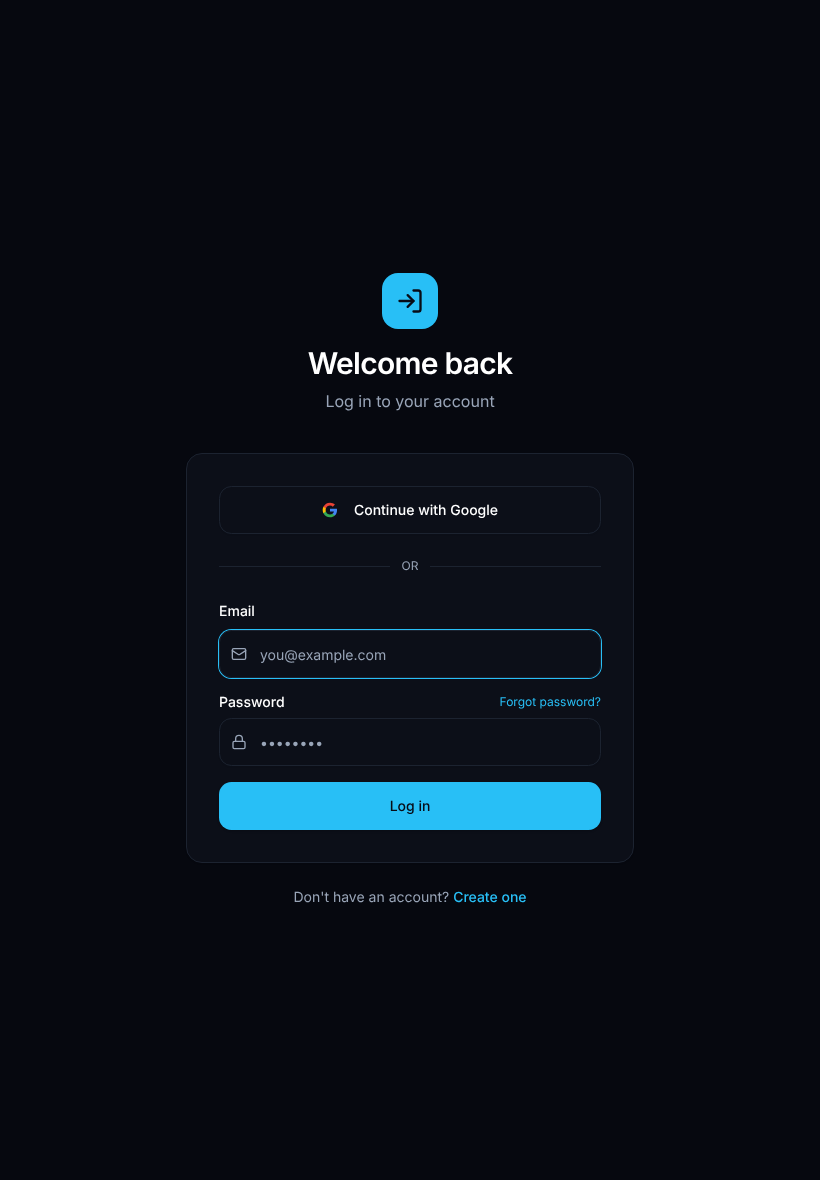 Welcome back
Log in to your account
Continue with Google
OR
Email
you@example.com
Password Forgot password?
••••••••
Log in
Don't have an account? Create one